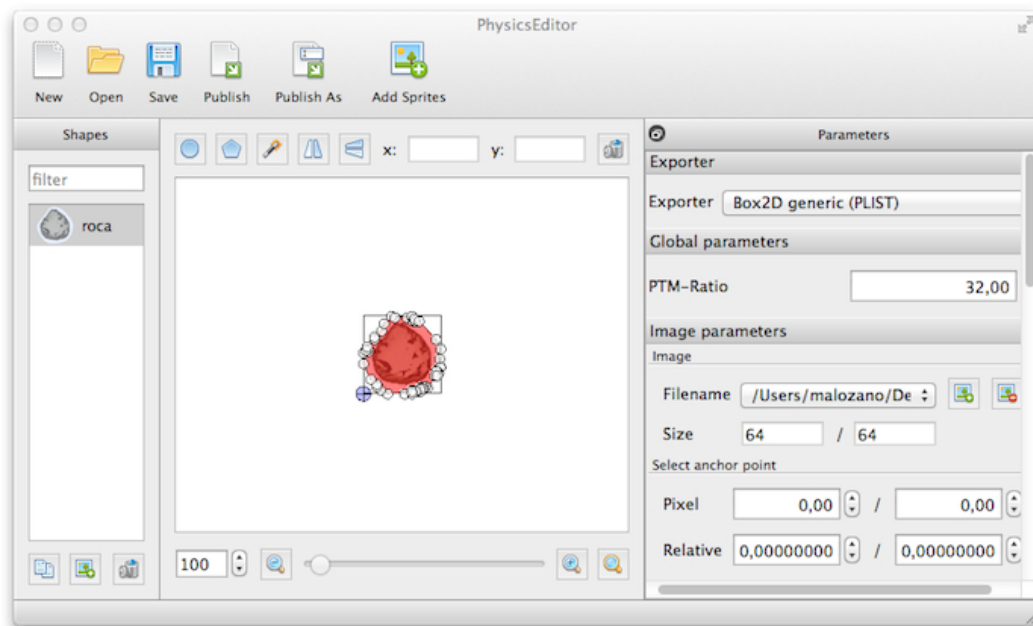 PhysicsEditor
New Open Save Publish Publish As Add Sprites
Shapes
filter
roca
x: y:
100
Parameters
Exporter
Exporter Box2D generic (PLIST)
Global parameters
PTM-Ratio 32,00
Image parameters
Image
Filename /Users/malozano/De
Size 64 / 64
Select anchor point
Pixel 0,00 / 0,00
Relative 0,00000000 / 0,00000000